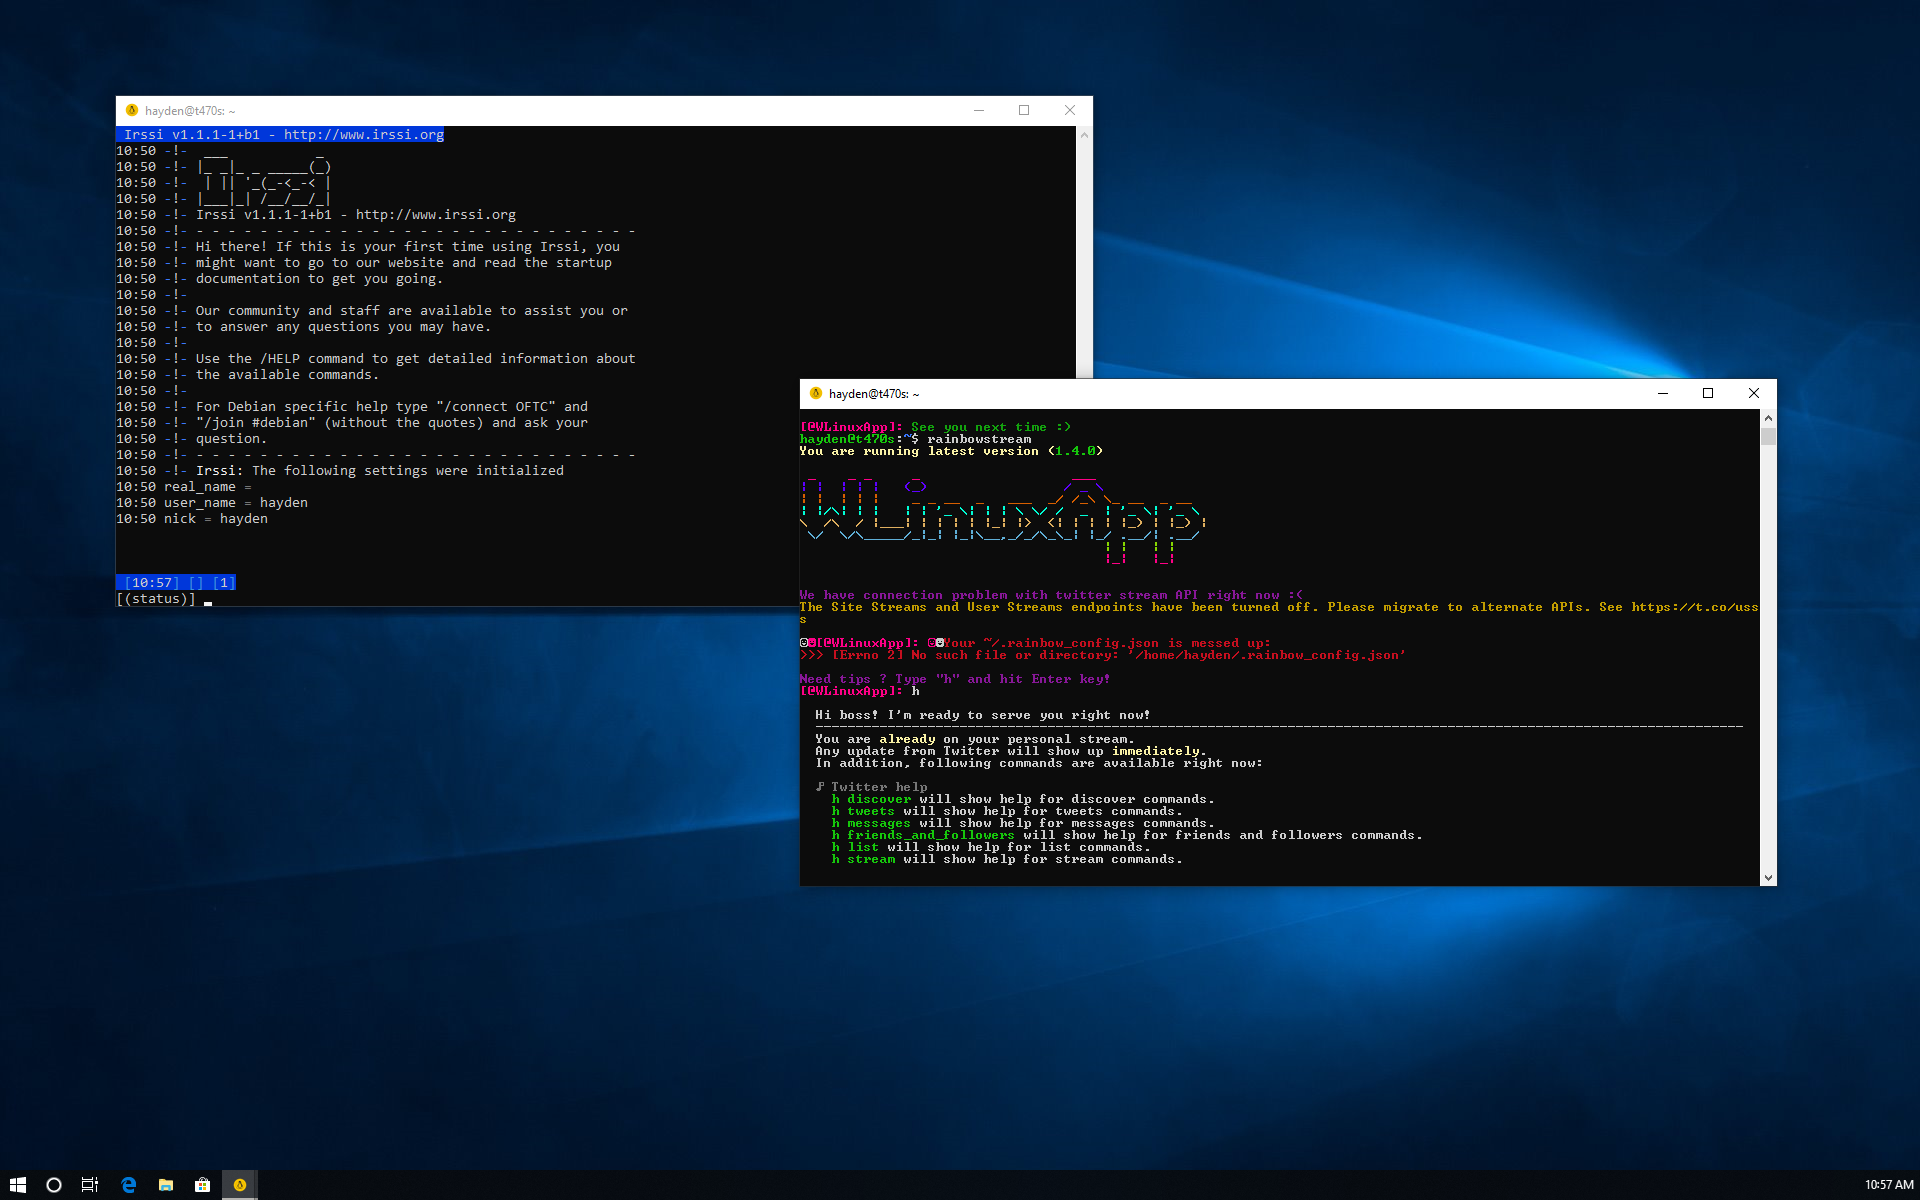 hayden@t470s: ~
Irssi v1.1.1-1+b1 - http://www.irssi.org
10:50 -!-  ___           _
10:50 -!- |_ _|_ _ _____(_)
10:50 -!-  | || '_(_-<_-< |
10:50 -!- |___|_| /__/__/_|
10:50 -!- Irssi v1.1.1-1+b1 - http://www.irssi.org
10:50 -!- - - - - - - - - - - - - - - - - - - - - - - - - - - - -
10:50 -!- Hi there! If this is your first time using Irssi, you
10:50 -!- might want to go to our website and read the startup
10:50 -!- documentation to get you going.
10:50 -!-
10:50 -!- Our community and staff are available to assist you or
10:50 -!- to answer any questions you may have.
10:50 -!-
10:50 -!- Use the /HELP command to get detailed information about
10:50 -!- the available commands.
10:50 -!-
10:50 -!- For Debian specific help type "/connect OFTC" and
10:50 -!- "/join #debian" (without the quotes) and ask your
10:50 -!- question.
10:50 -!- - - - - - - - - - - - - - - - - - - - - - - - - - - - -
10:50 -!- Irssi: The following settings were initialized
10:50 real_name =
10:50 user_name = hayden
10:50 nick = hayden
[10:57] [] [1]
[(status)]
hayden@t470s: ~
[@WLinuxApp]: See you next time :)
hayden@t470s:~$ rainbowstream
You are running latest version (1.4.0)
WLinuxApp
We have connection problem with twitter stream API right now :(
The Site Streams and User Streams endpoints have been turned off. Please migrate to alternate APIs. See https://t.co/uss
s
[@WLinuxApp]: Your ~/.rainbow_config.json is messed up:
>>> [Errno 2] No such file or directory: '/home/hayden/.rainbow_config.json'
Need tips ? Type "h" and hit Enter key!
[@WLinuxApp]: h
Hi boss! I'm ready to serve you right now!
You are already on your personal stream.
Any update from Twitter will show up immediately.
In addition, following commands are available right now:
♪ Twitter help
h discover will show help for discover commands.
h tweets will show help for tweets commands.
h messages will show help for messages commands.
h friends_and_followers will show help for friends and followers commands.
h list will show help for list commands.
h stream will show help for stream commands.
10:57 AM